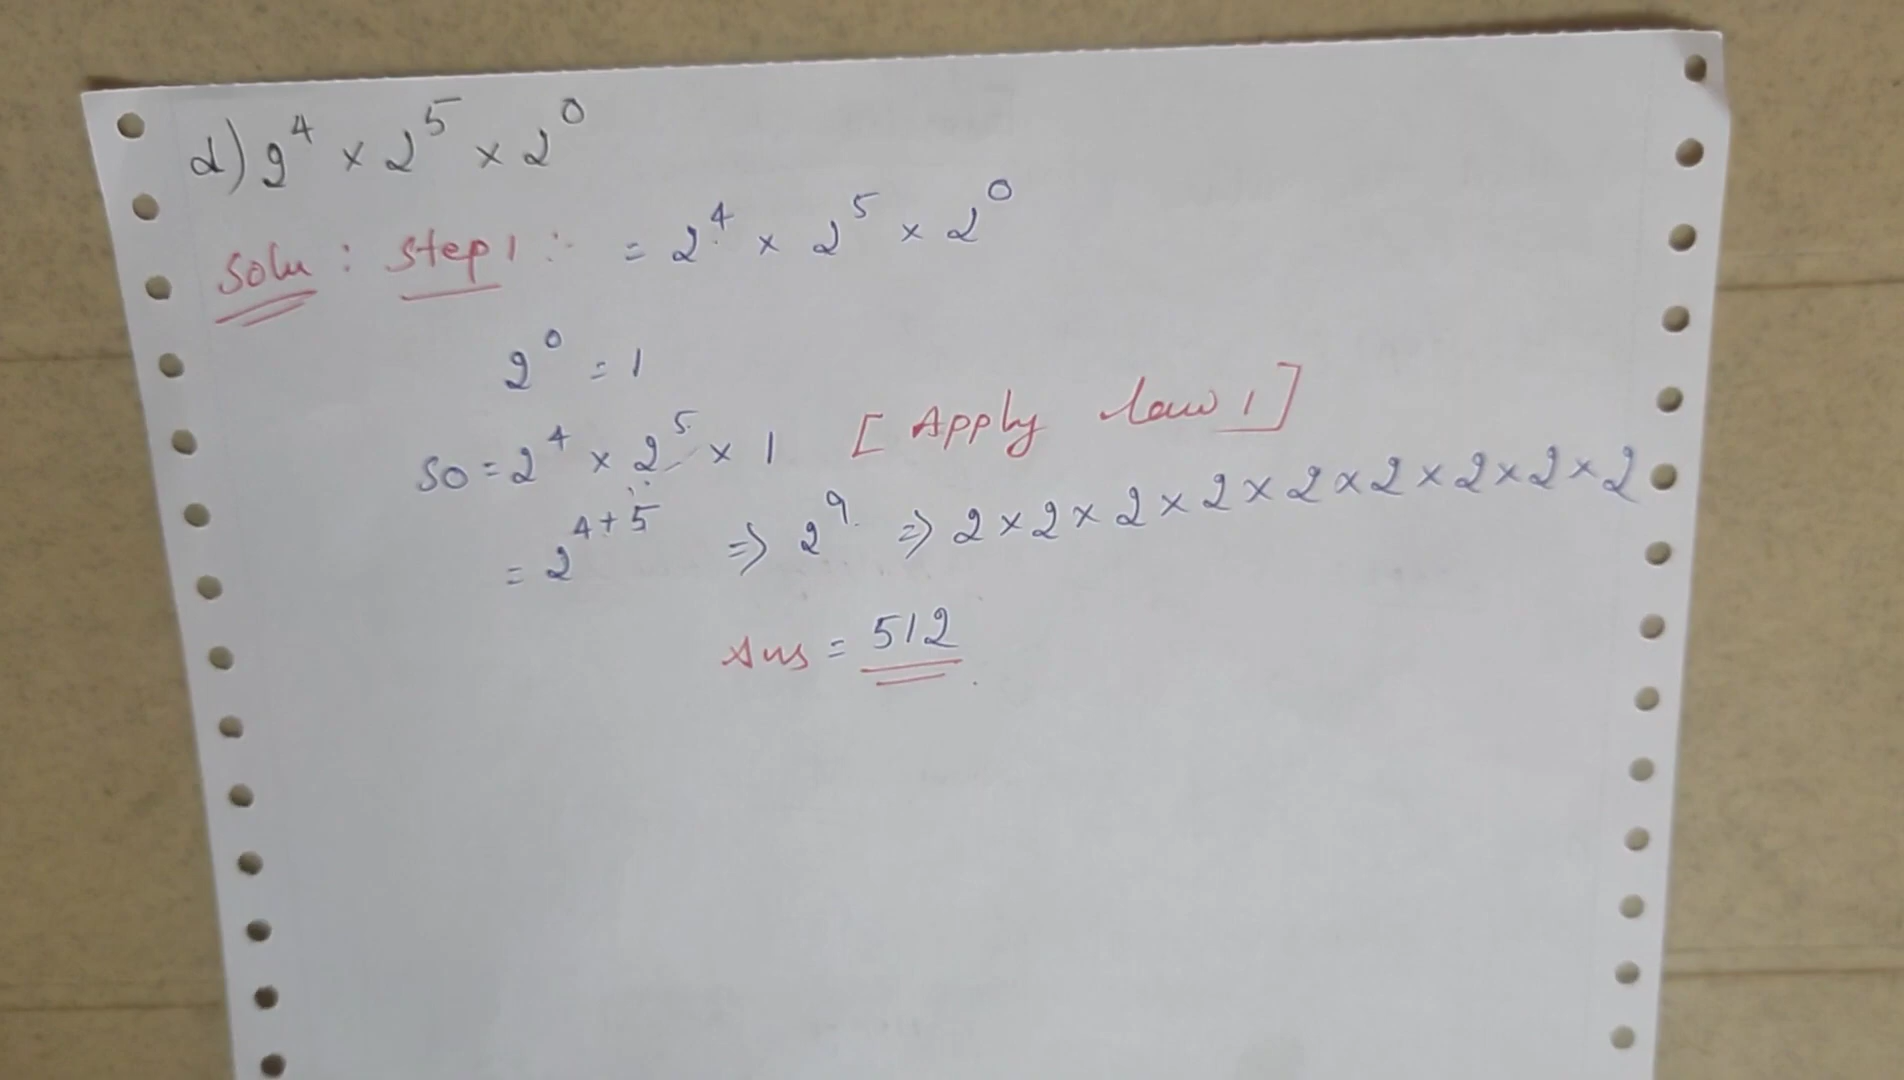 d) 2⁴ × 2⁵ × 2⁰
Solu : Step 1 :- = 2⁴ × 2⁵ × 2⁰
2⁰ = 1
So = 2⁴ × 2⁵ × 1 [Apply law 1]
= 2⁴⁺⁵ ⇒ 2⁹ ⇒ 2×2×2×2×2×2×2×2×2
Ans = 512